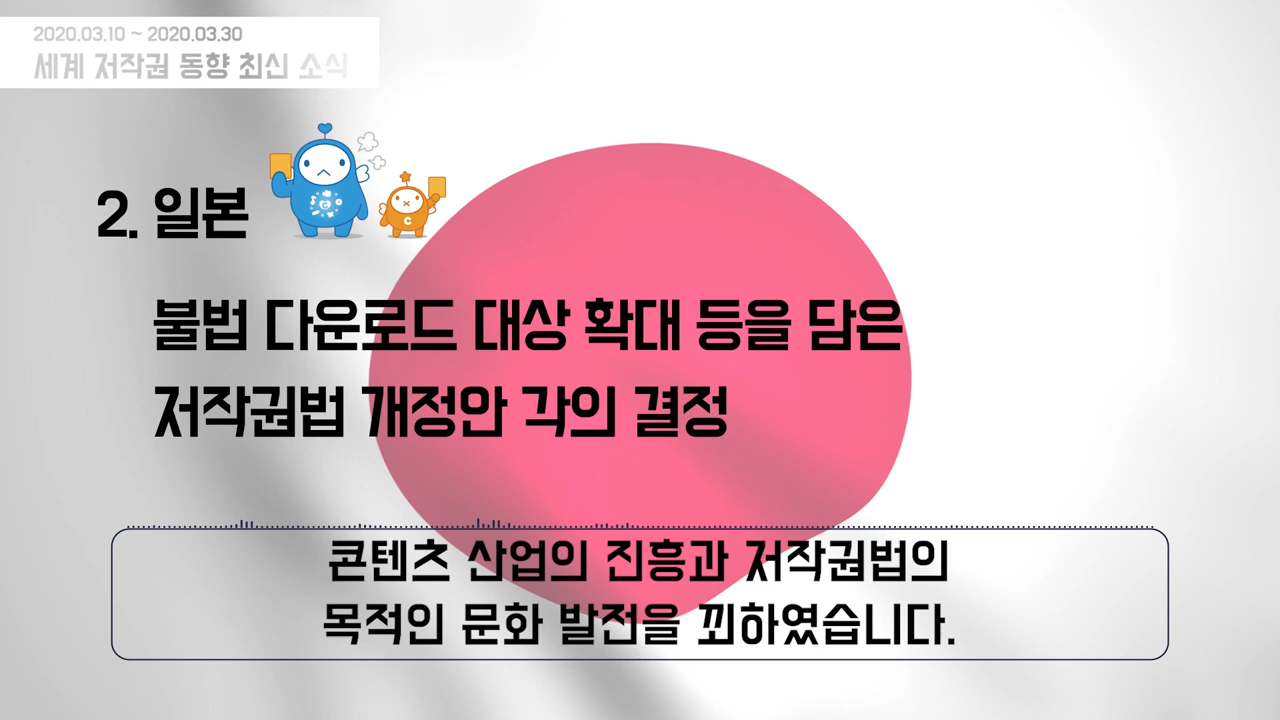 2020.03.10 ~ 2020.03.30
세계 저작권 동향 최신 소식
2. 일본
불법 다운로드 대상 확대 등을 담은
저작권법 개정안 각의 결정
콘텐츠 산업의 진흥과 저작권법의
목적인 문화 발전을 꾀하였습니다.